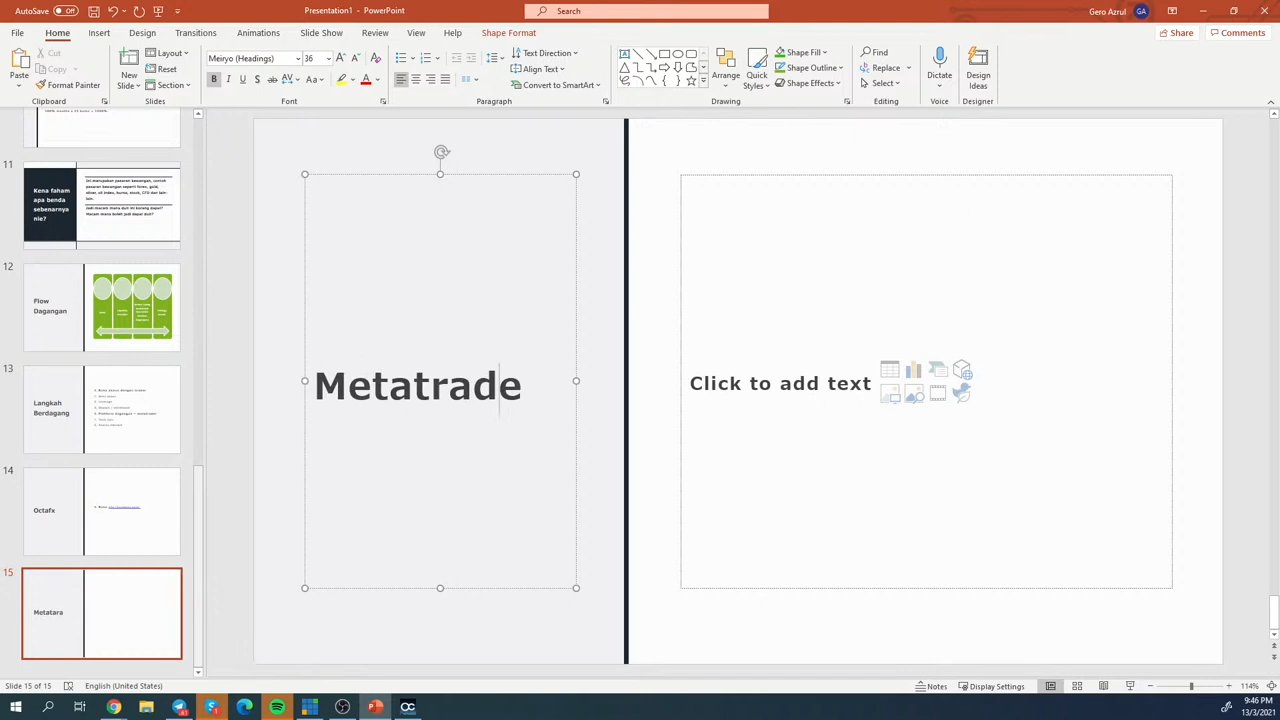 AutoSave Off
Presentation1 - PowerPoint
Search
Gero Azul
GA
File Home Insert Design Transitions Animations Slide Show Review View Help Shape Format
Share Comments
Paste
Cut
Copy
Format Painter
Clipboard
New
Slide
Layout
Reset
Section
Slides
Meiryo (Headings) 36
Font
Text Direction
Align Text
Convert to SmartArt
Paragraph
Arrange
Quick
Styles
Shape Fill
Shape Outline
Shape Effects
Drawing
Find
Replace
Select
Editing
Dictate
Voice
Design
Ideas
Designer
11
Kena faham
apa benda
sebenarnya
nie?
12
Flow
Dagangan
13
Langkah
Berdagang
14
Octafx
15
Metatara
Metatrade
Click to add text
Slide 15 of 15
English (United States)
Notes
Display Settings
114%
9:46 PM
13/3/2021